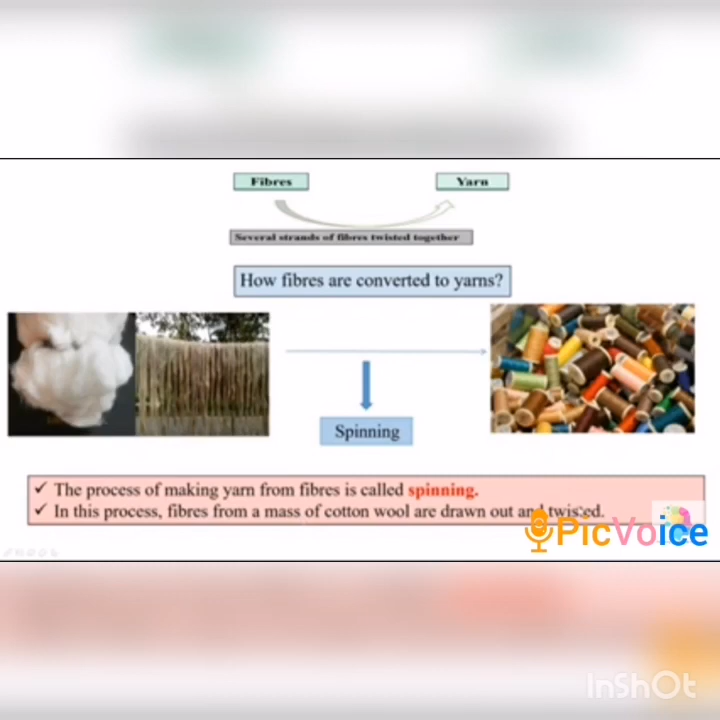 Fibres
Yarn
Several strands of fibres twisted together
How fibres are converted to yarns?
Spinning
✓ The process of making yarn from fibres is called spinning.
✓ In this process, fibres from a mass of cotton wool are drawn out and twisted.
PicVoice
InShOt